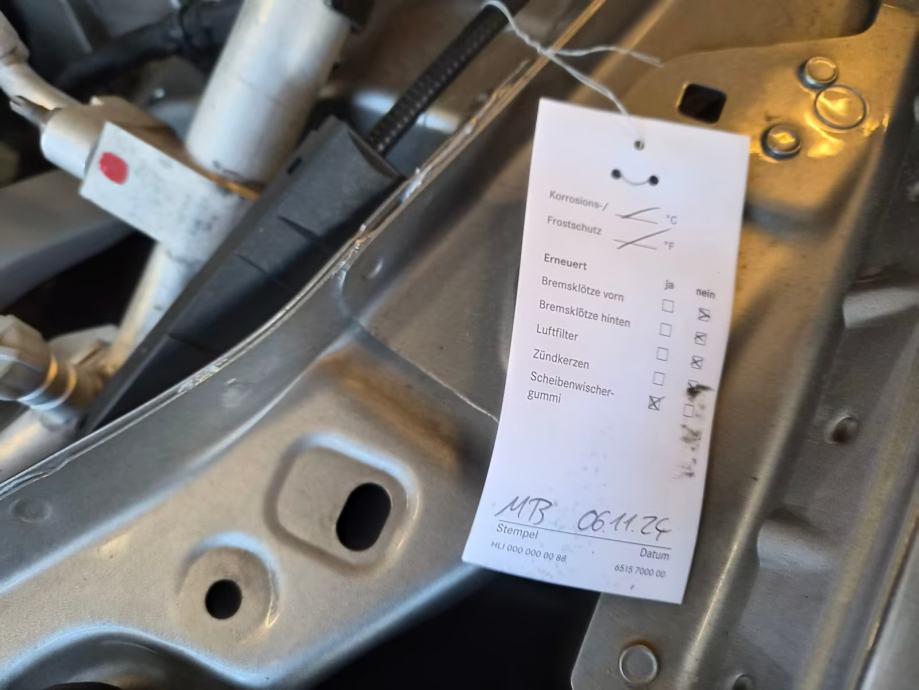 Korrosions-/ °C
Frostschutz °F
Erneuert ja nein
Bremsklötze vorn ☐ ☒
Bremsklötze hinten ☐ ☒
Luftfilter ☐ ☒
Zündkerzen ☐ ☒
Scheibenwischer-
gummi ☒ ☐
MB 06.11.24
Stempel Datum
HLI 000 000 00 88 6515 7000 00